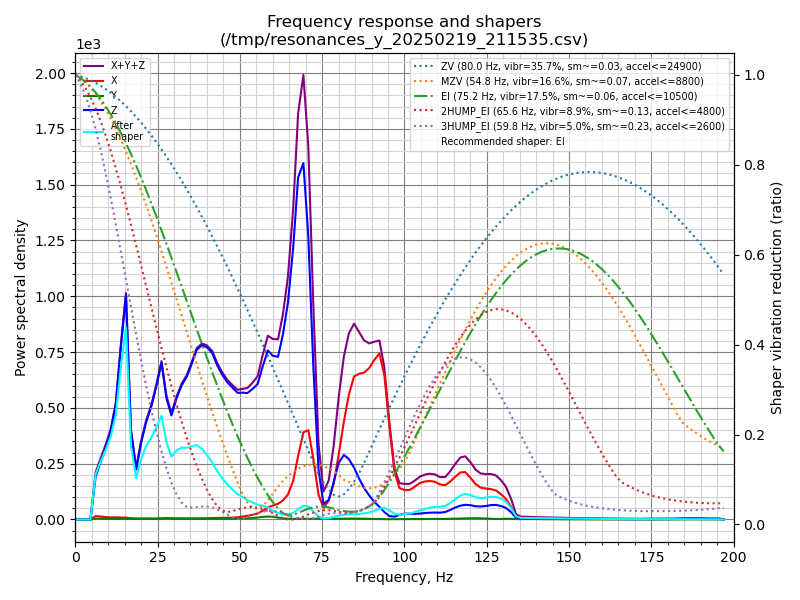 Frequency response and shapers
(/tmp/resonances_y_20250219_211535.csv)
1e3
X+Y+Z
X
Y
Z
After
shaper
ZV (80.0 Hz, vibr=35.7%, sm~=0.03, accel<=24900)
MZV (54.8 Hz, vibr=16.6%, sm~=0.07, accel<=8800)
EI (75.2 Hz, vibr=17.5%, sm~=0.06, accel<=10500)
2HUMP_EI (65.6 Hz, vibr=8.9%, sm~=0.13, accel<=4800)
3HUMP_EI (59.8 Hz, vibr=5.0%, sm~=0.23, accel<=2600)
Recommended shaper: EI
2.00
1.75
1.50
1.25
1.00
0.75
0.50
0.25
0.00
Power spectral density
1.0
0.8
0.6
0.4
0.2
0.0
Shaper vibration reduction (ratio)
0 25 50 75 100 125 150 175 200
Frequency, Hz